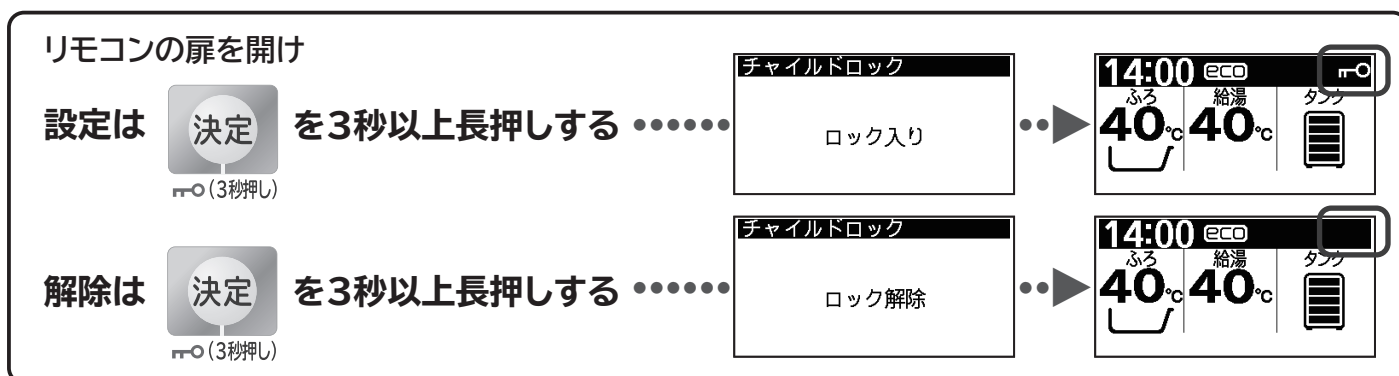 リモコンの扉を開け
設定は 決定 を3秒以上長押しする
(3秒押し)
チャイルドロック
ロック入り
14:00 eco
ふろ 給湯 タンク
40℃ 40℃
解除は 決定 を3秒以上長押しする
(3秒押し)
チャイルドロック
ロック解除
14:00 eco
ふろ 給湯 タンク
40℃ 40℃